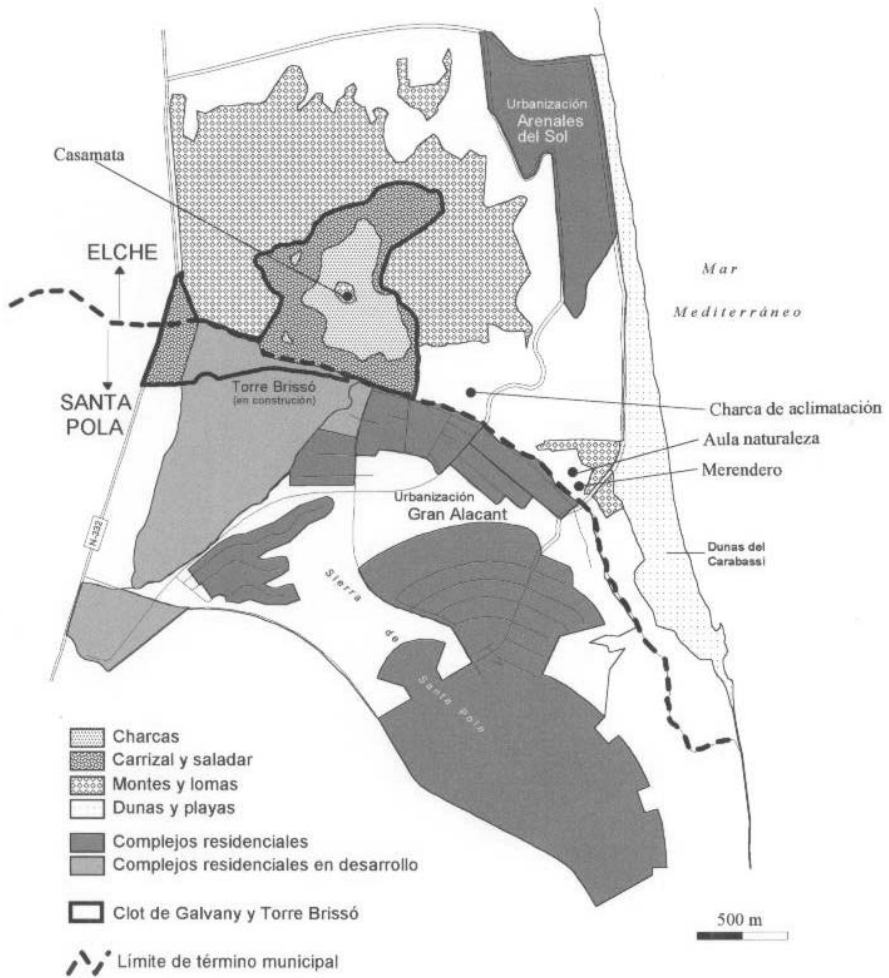 Urbanización
Arenales
del Sol
Casamata
ELCHE
Mar
Mediterráneo
SANTA
POLA
Torre Brissó
(en construción)
Charca de aclimatación
Aula naturaleza
Merendero
Urbanización
Gran Alacant
N-332
Dunas del
Carabassí
Sierra
de
Santa Pola
Charcas
Carrizal y saladar
Montes y lomas
Dunas y playas
Complejos residenciales
Complejos residenciales en desarrollo
Clot de Galvany y Torre Brissó
Límite de término municipal
500 m